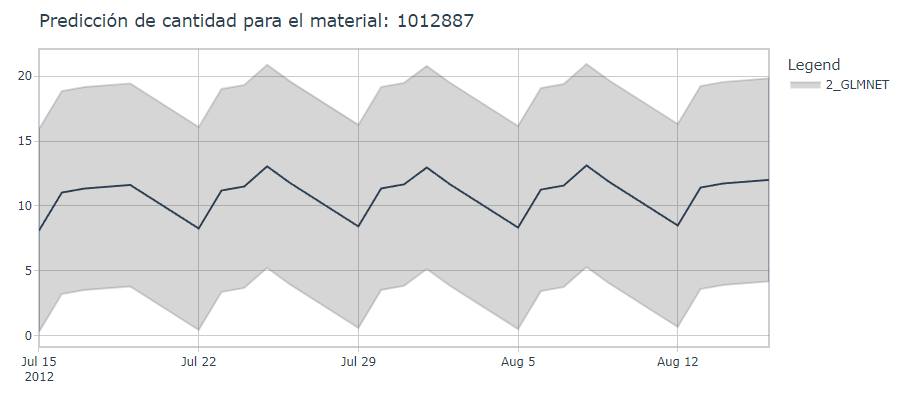 Predicción de cantidad para el material: 1012887
Legend
2_GLMNET
20
15
10
5
0
Jul 15
2012
Jul 22
Jul 29
Aug 5
Aug 12